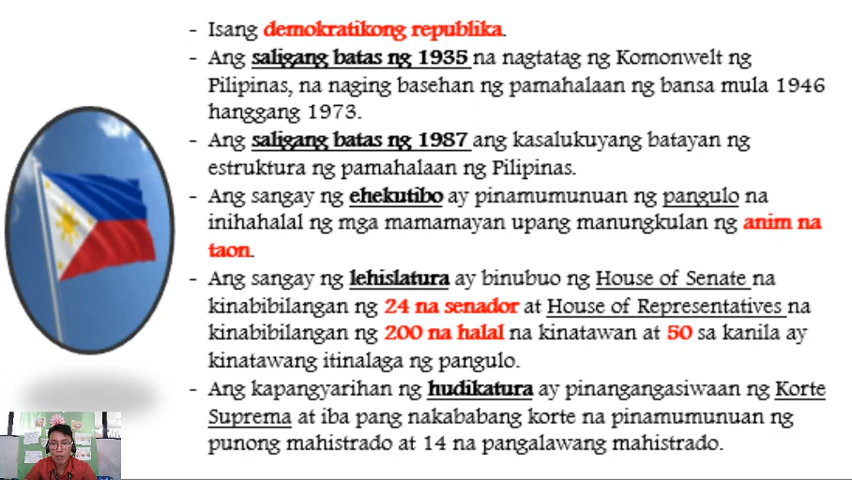 - Isang demokratikong republika.
- Ang saligang batas ng 1935 na nagtatag ng Komonwelt ng
Pilipinas, na naging basehan ng pamahalaan ng bansa mula 1946
hanggang 1973.
- Ang saligang batas ng 1987 ang kasalukuyang batayan ng
estruktura ng pamahalaan ng Pilipinas.
- Ang sangay ng ehekutibo ay pinamumunuan ng pangulo na
inihahalal ng mga mamamayan upang manungkulan ng anim na
taon.
- Ang sangay ng lehislatura ay binubuo ng House of Senate na
kinabibilangan ng 24 na senador at House of Representatives na
kinabibilangan ng 200 na halal na kinatawan at 50 sa kanila ay
kinatawang itinalaga ng pangulo.
- Ang kapangyarihan ng hudikatura ay pinangangasiwaan ng Korte
Suprema at iba pang nakababang korte na pinamumunuan ng
punong mahistrado at 14 na pangalawang mahistrado.